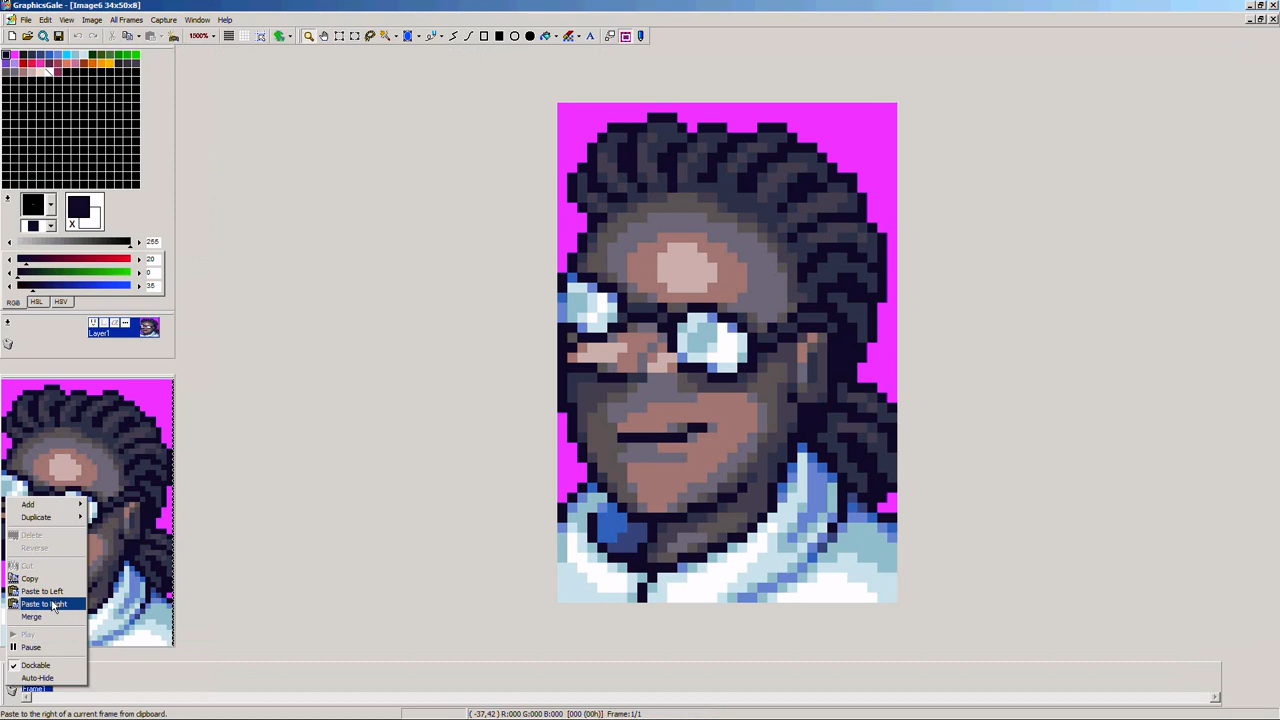 GraphicsGale - [Image6 34x50x8]
File Edit View Image All Frames Capture Window Help
1500%
A
X
255
20
0
35
RGB HSL HSV
Layer1
Add
Duplicate
Delete
Reverse
Cut
Copy
Paste to Left
Paste to Right
Merge
Play
Pause
Dockable
Auto-Hide
Frame1
Paste to the right of a current frame from clipboard.
( -37,42 ) R:000 G:000 B:000 [000 (00h)] Frame:1/1